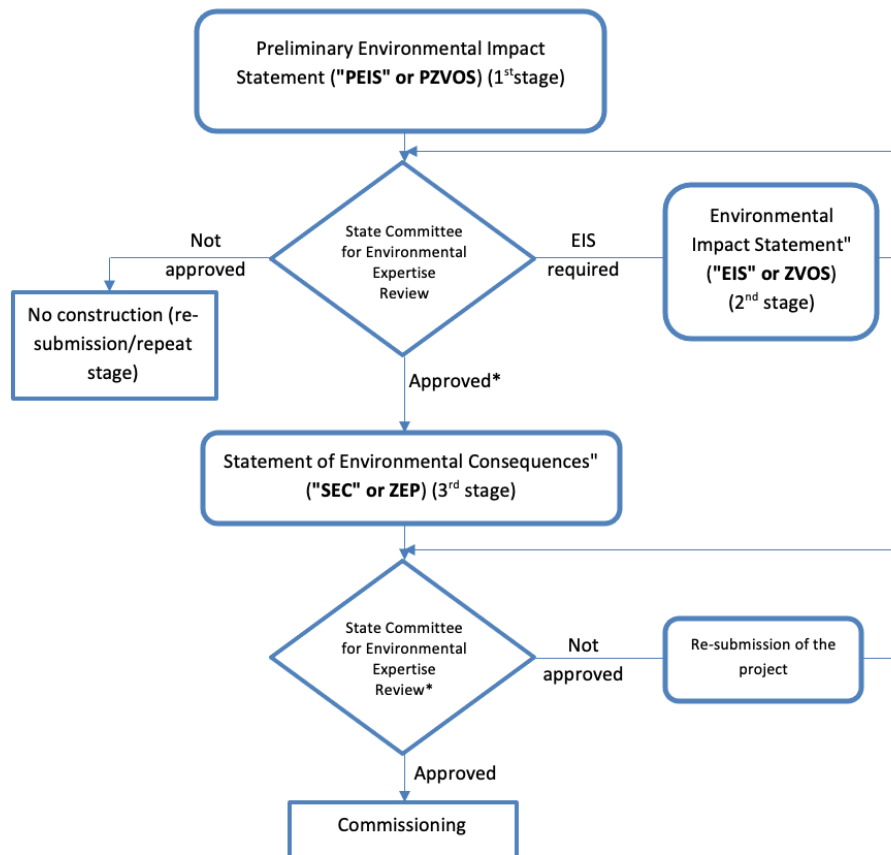 Preliminary Environmental Impact
Statement ("PEIS" or PZVOS) (1ststage)
State Committee
for Environmental
Expertise
Review
Not
approved
EIS
required
Environmental
Impact Statement"
("EIS" or ZVOS)
(2nd stage)
No construction (re-
submission/repeat
stage)
Approved*
Statement of Environmental Consequences"
("SEC" or ZEP) (3rd stage)
State Committee
for Environmental
Expertise
Review*
Not
approved
Re-submission of the
project
Approved
Commissioning